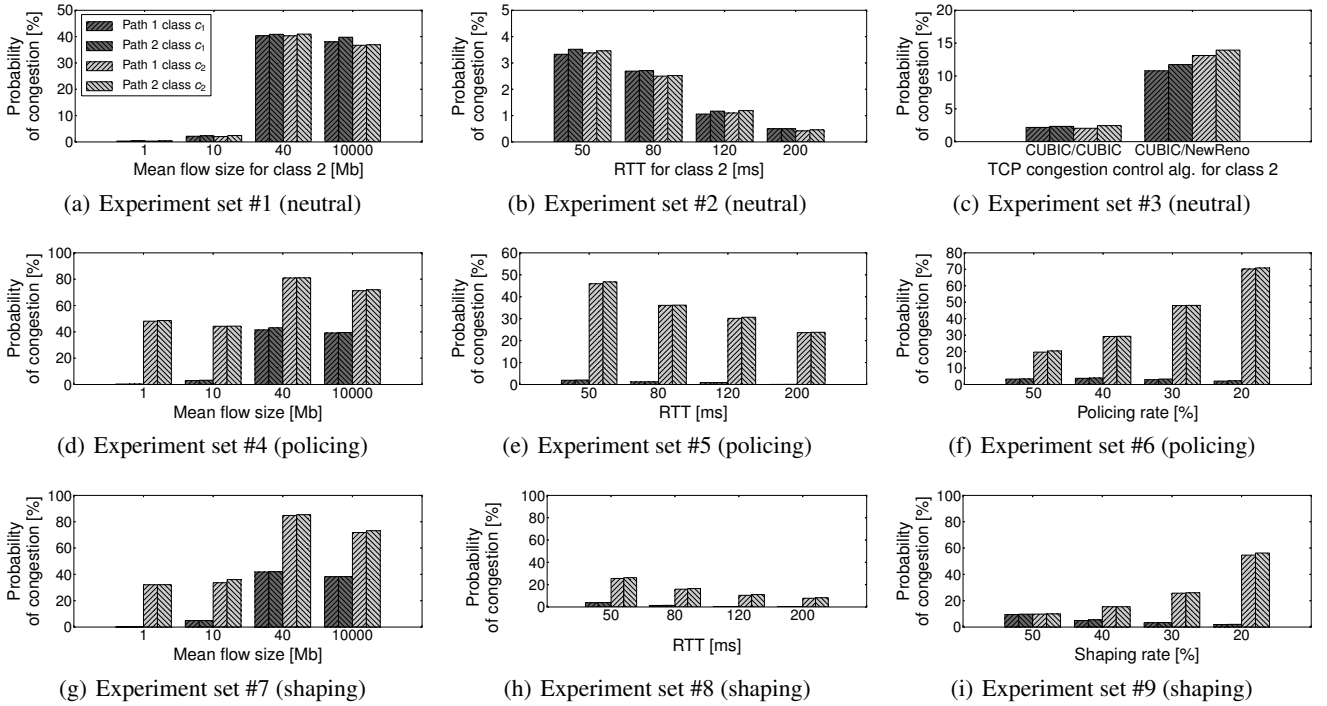 50
40
30
20
10
0
Probability
of congestion [%]
Path 1 class c1
Path 2 class c1
Path 1 class c2
Path 2 class c2
1 10 40 10000
Mean flow size for class 2 [Mb]
(a) Experiment set #1 (neutral)
5
4
3
2
1
0
Probability
of congestion [%]
50 80 120 200
RTT for class 2 [ms]
(b) Experiment set #2 (neutral)
20
15
10
5
0
Probability
of congestion [%]
CUBIC/CUBIC CUBIC/NewReno
TCP congestion control alg. for class 2
(c) Experiment set #3 (neutral)
100
80
60
40
20
0
Probability
of congestion [%]
1 10 40 10000
Mean flow size [Mb]
(d) Experiment set #4 (policing)
60
50
40
30
20
10
0
Probability
of congestion [%]
50 80 120 200
RTT [ms]
(e) Experiment set #5 (policing)
80
70
60
50
40
30
20
10
0
Probability
of congestion [%]
50 40 30 20
Policing rate [%]
(f) Experiment set #6 (policing)
100
80
60
40
20
0
Probability
of congestion [%]
1 10 40 10000
Mean flow size [Mb]
(g) Experiment set #7 (shaping)
100
80
60
40
20
0
Probability
of congestion [%]
50 80 120 200
RTT [ms]
(h) Experiment set #8 (shaping)
100
80
60
40
20
0
Probability
of congestion [%]
50 40 30 20
Shaping rate [%]
(i) Experiment set #9 (shaping)